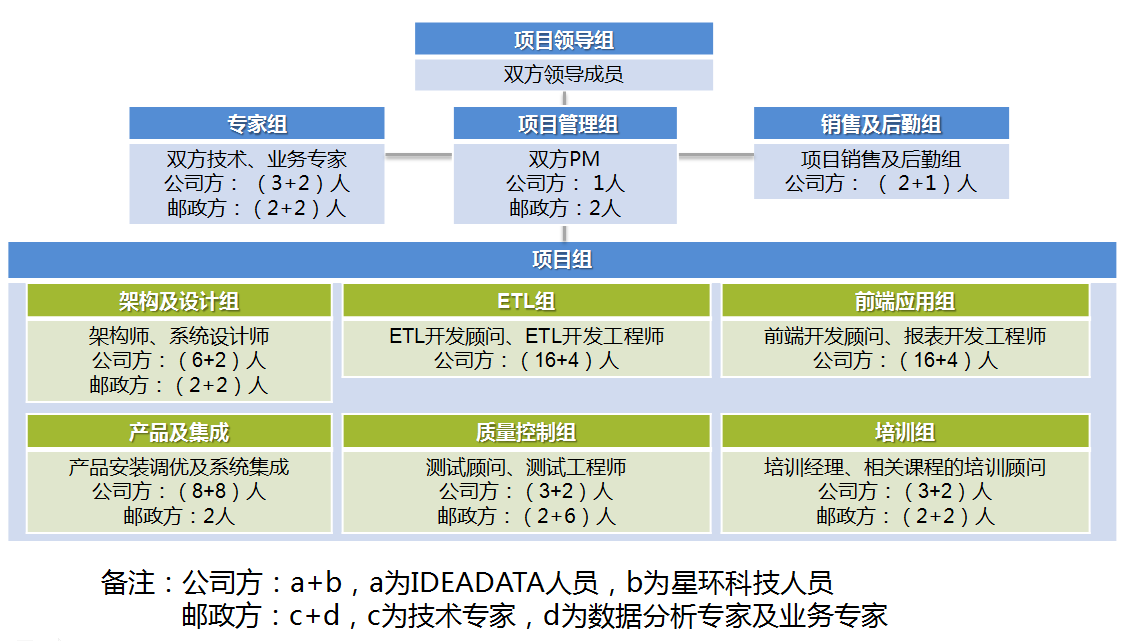 项目领导组
双方领导成员
专家组
双方技术、业务专家
公司方：（3+2）人
邮政方：（2+2）人
项目管理组
双方PM
公司方： 1人
邮政方：2人
销售及后勤组
项目销售及后勤组
公司方： （ 2+1）人
项目组
架构及设计组
架构师、系统设计师
公司方：（6+2）人
邮政方：（2+2）人
ETL组
ETL开发顾问、ETL开发工程师
公司方：（16+4）人
前端应用组
前端开发顾问、报表开发工程师
公司方：（16+4）人
产品及集成
产品安装调优及系统集成
公司方：（8+8）人
邮政方：2人
质量控制组
测试顾问、测试工程师
公司方：（3+2）人
邮政方：（2+6）人
培训组
培训经理、相关课程的培训顾问
公司方：（3+2）人
邮政方：（2+2）人
备注：公司方：a+b，a为IDEADATA人员，b为星环科技人员
邮政方：c+d，c为技术专家，d为数据分析专家及业务专家